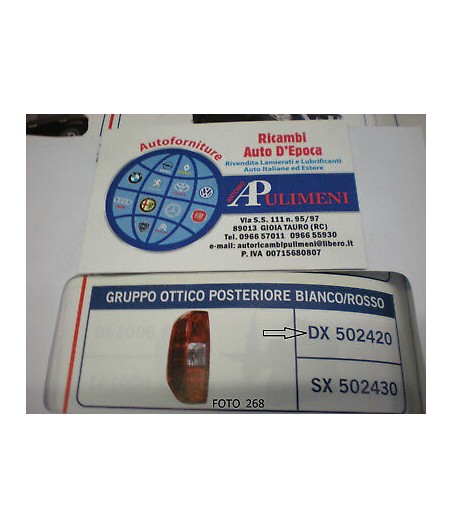 Autoforniture
Ricambi
Auto D'Epoca
Rivendita Lamierati e Lubrificanti
Auto Italiane ed Estere
ANTONIO
PULIMENI
Via S.S. 111 n. 95/97
89013 GIOIA TAURO (RC)
Tel. 0966 57011 0966 55930
e-mail: autoricambipulimeni@libero.it
P. IVA 00715680807
GRUPPO OTTICO POSTERIORE BIANCO/ROSSO
DX 502420
SX 502430
FOTO 268